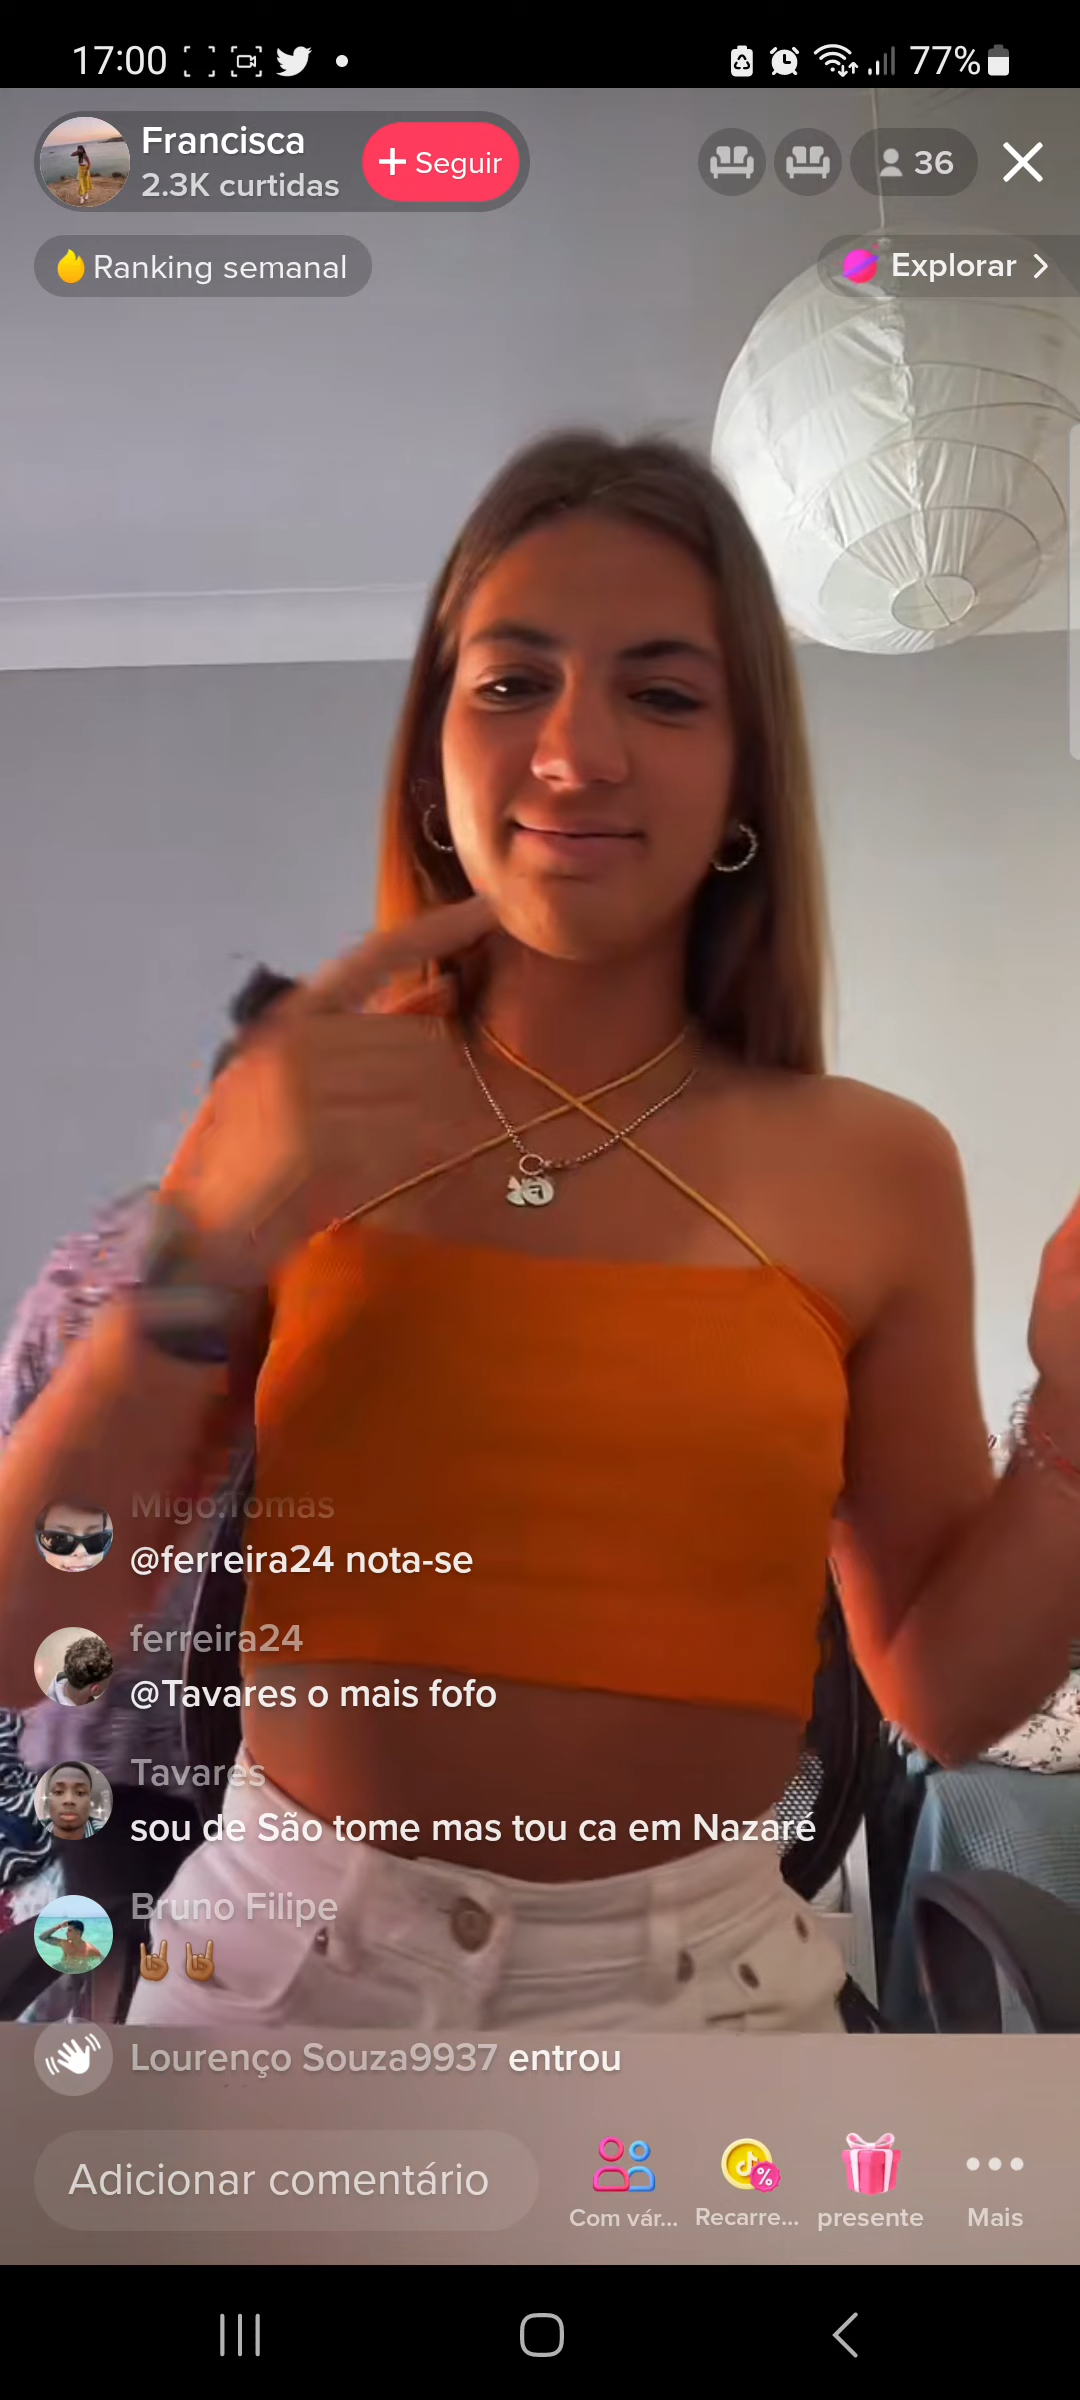 17:00 77%
Francisca
2.3K curtidas
+ Seguir
36
Ranking semanal
Explorar >
Migo.Tomás
@ferreira24 nota-se
ferreira24
@Tavares o mais fofo
Tavares
sou de São tome mas tou ca em Nazaré
Bruno Filipe
Lourenço Souza9937 entrou
Adicionar comentário
Com vár...
Recarre...
presente
Mais